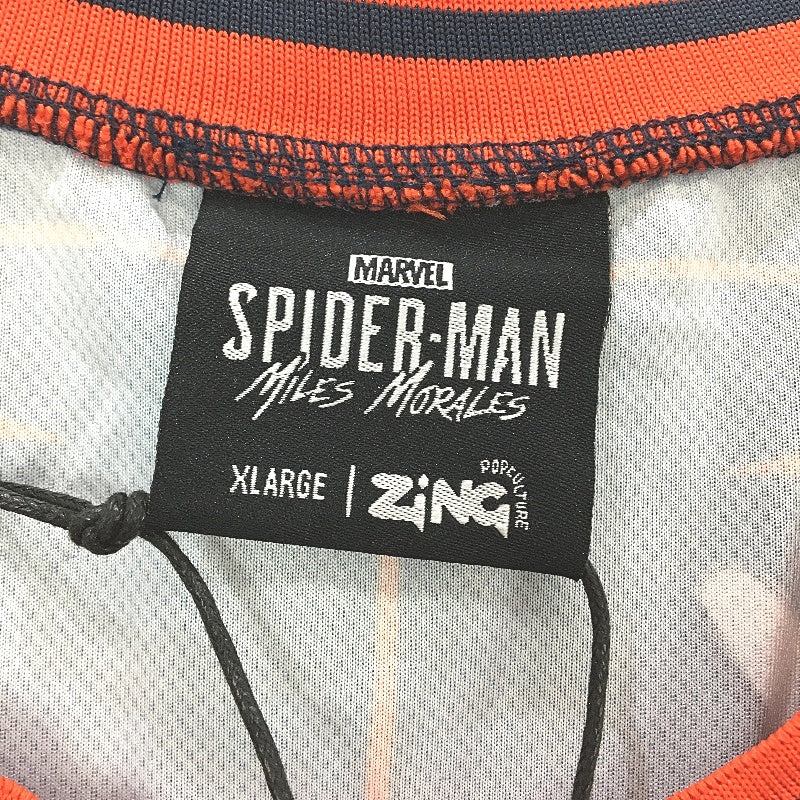 MARVEL
SPIDER-MAN
MILES MORALES
XLARGE | ZiNG POPCULTURE